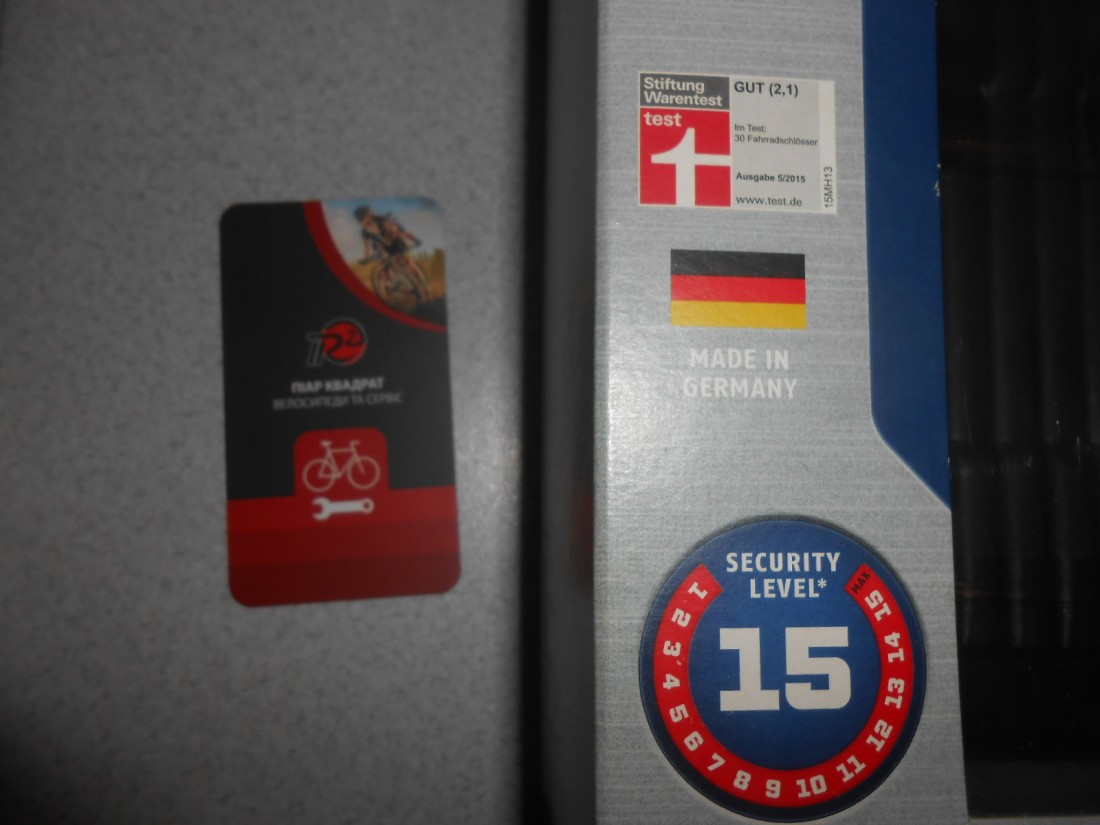 ПР2
ПІАР КВАДРАТ
ВЕЛОСИПЕДИ ТА СЕРВІС
Stiftung
Warentest
test
GUT (2,1)
Im Test:
30 Fahrradschlösser
Ausgabe 5/2015
www.test.de
15MH13
MADE IN
GERMANY
SECURITY
LEVEL*
15
1 2 3 4 5 6 7 8 9 10 11 12 13 14 15 MAX